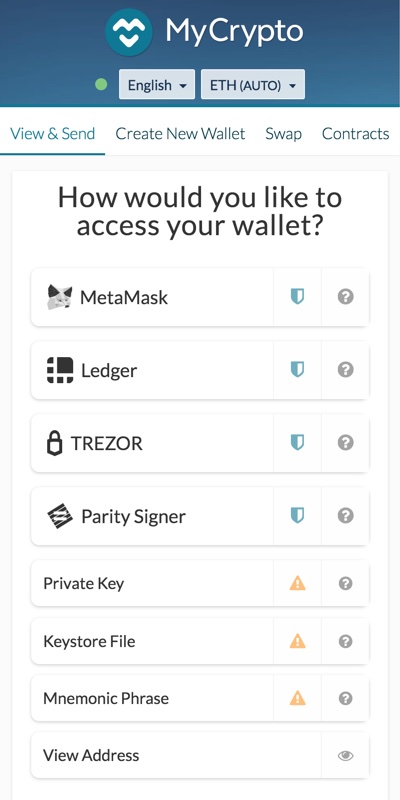 MyCrypto
English ETH (AUTO)
View & Send Create New Wallet Swap Contracts
How would you like to
access your wallet?
MetaMask
Ledger
TREZOR
Parity Signer
Private Key
Keystore File
Mnemonic Phrase
View Address